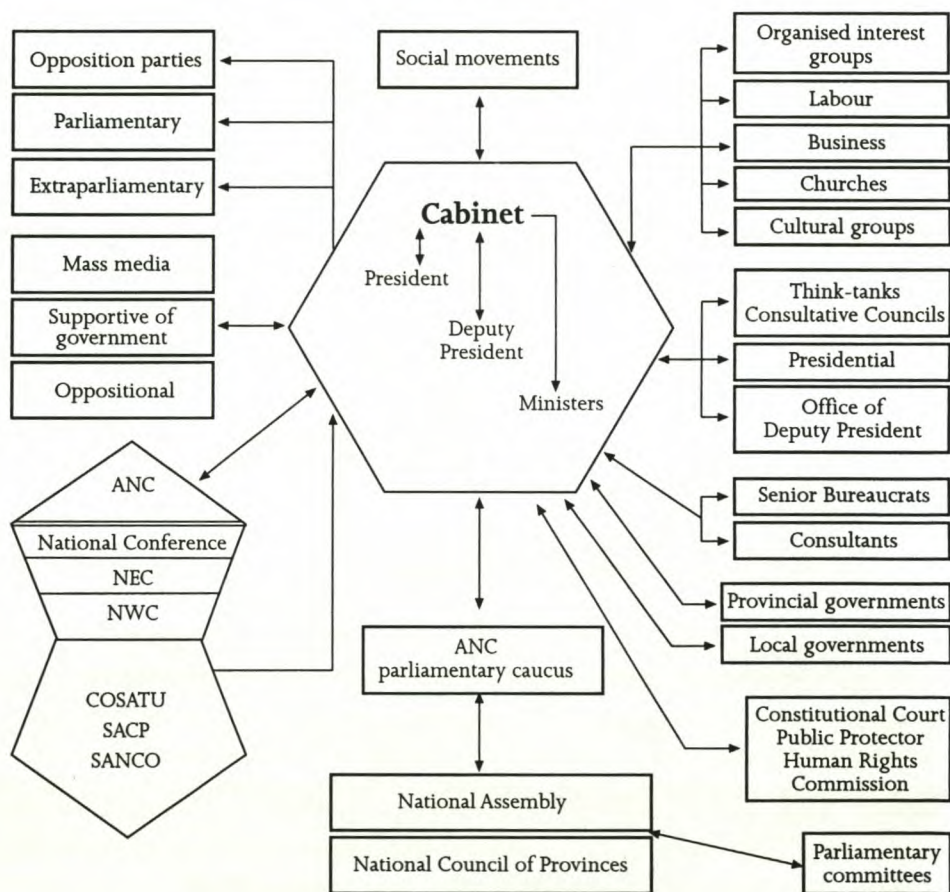 Opposition parties
Parliamentary
Extraparliamentary
Mass media
Supportive of
government
Oppositional
ANC
National Conference
NEC
NWC
COSATU
SACP
SANCO
Social movements
Cabinet
President
Deputy
President
Ministers
ANC
parliamentary caucus
National Assembly
National Council of Provinces
Organised interest
groups
Labour
Business
Churches
Cultural groups
Think-tanks
Consultative Councils
Presidential
Office of
Deputy President
Senior Bureaucrats
Consultants
Provincial governments
Local governments
Constitutional Court
Public Protector
Human Rights
Commission
Parliamentary
committees